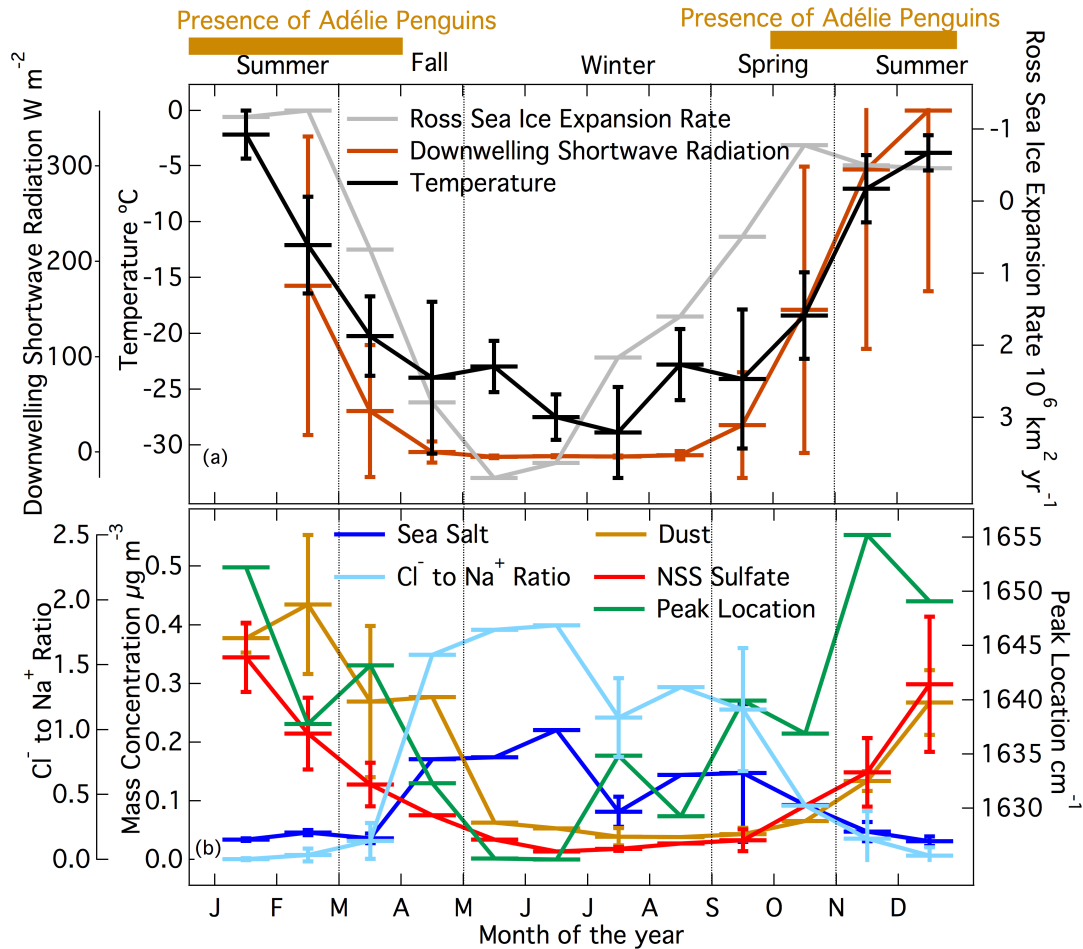 Presence of Adélie Penguins
Presence of Adélie Penguins
Summer
Fall
Winter
Spring
Summer
Downwelling Shortwave Radiation W m⁻²
300
200
100
0
Temperature ºC
0
-5
-10
-15
-20
-25
-30
Ross Sea Ice Expansion Rate
Downwelling Shortwave Radiation
Temperature
(a)
-1
0
1
2
3
Ross Sea Ice Expansion Rate 10⁶ km² yr⁻¹
Cl⁻ to Na⁺ Ratio
2.5
2.0
1.5
1.0
0.5
0.0
Mass Concentration µg m⁻³
0.5
0.4
0.3
0.2
0.1
0.0
Sea Salt
Dust
Cl⁻ to Na⁺ Ratio
NSS Sulfate
Peak Location
(b)
1655
1650
1645
1640
1635
1630
Peak Location cm⁻¹
J F M A M J J A S O N D
Month of the year